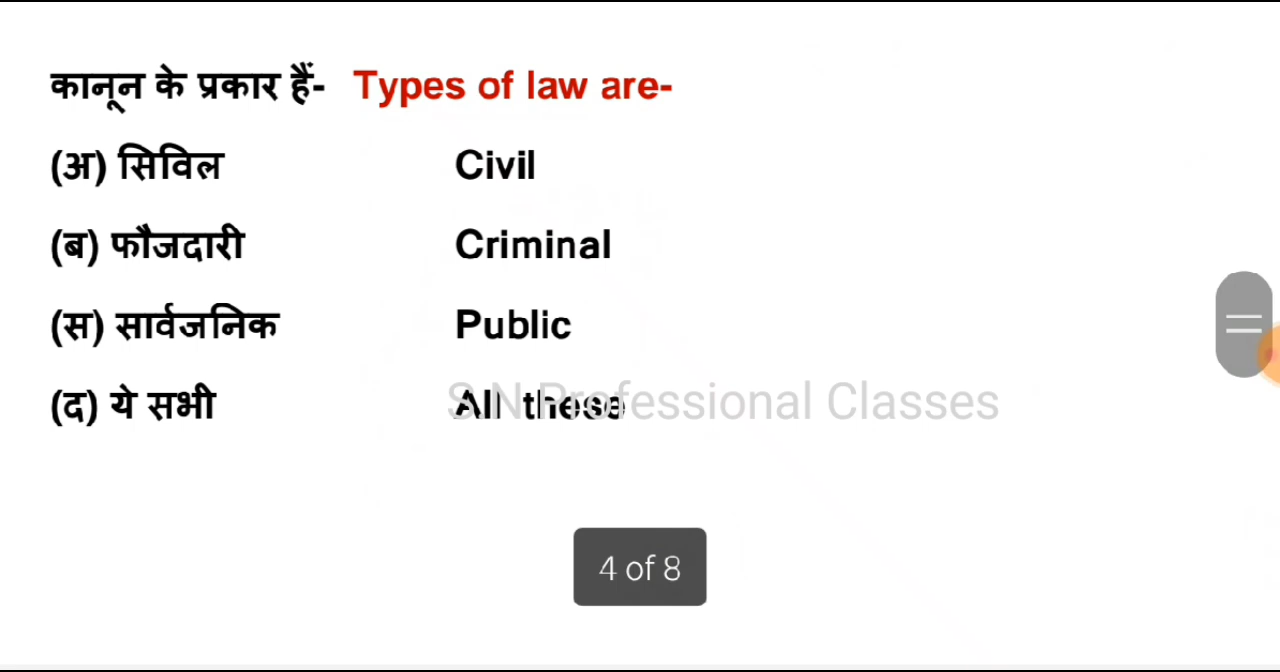 कानून के प्रकार हैं- Types of law are-
(अ) सिविल Civil
(ब) फौजदारी Criminal
(स) सार्वजनिक Public
(द) ये सभी All these
S N Professional Classes
4 of 8